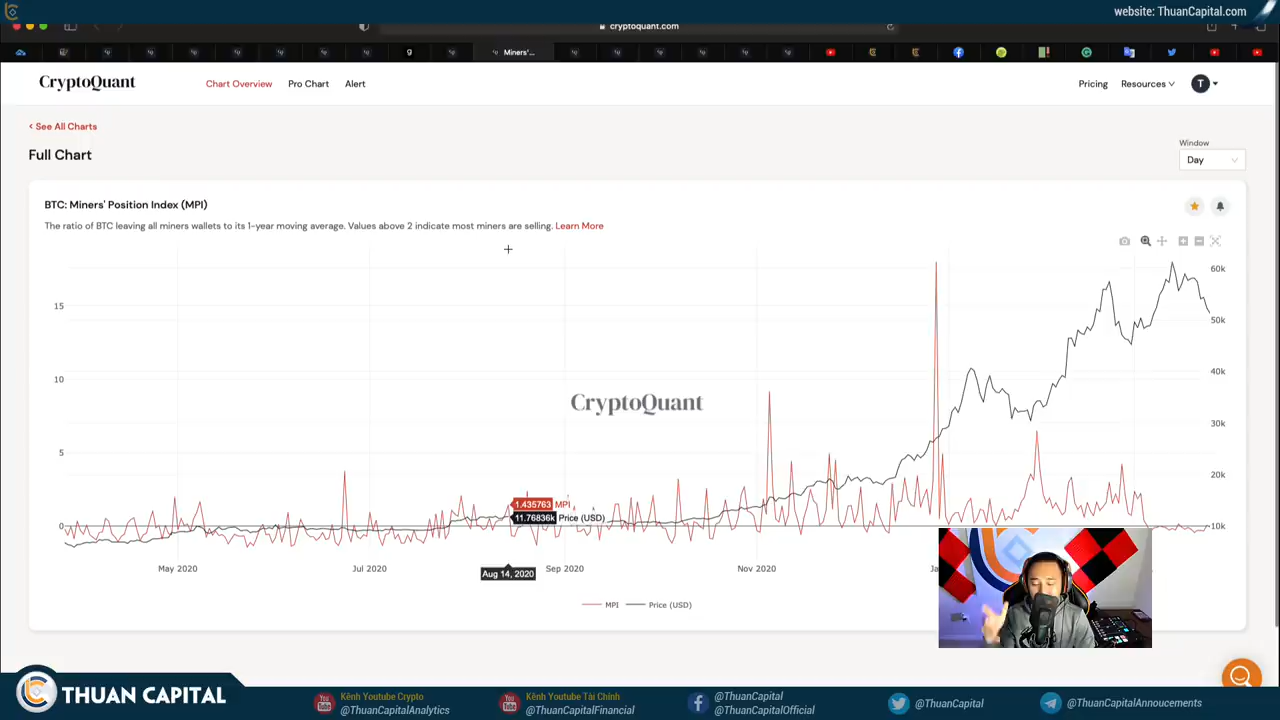 website: ThuanCapital.com
cryptoquant.com
Miners'...
CryptoQuant
Chart Overview
Pro Chart
Alert
Pricing
Resources
T
< See All Charts
Full Chart
Window
Day
BTC: Miners' Position Index (MPI)
The ratio of BTC leaving all miners wallets to its 1-year moving average. Values above 2 indicate most miners are selling. Learn More
15
10
5
0
60k
50k
40k
30k
20k
10k
CryptoQuant
1.435763 MPI
11.76836k Price (USD)
May 2020
Jul 2020
Aug 14, 2020
Sep 2020
Nov 2020
MPI
Price (USD)
THUAN CAPITAL
Kênh Youtube Crypto
@ThuanCapitalAnalytics
Kênh Youtube Tài Chính
@ThuanCapitalFinancial
@ThuanCapital
@ThuanCapitalOfficial
@ThuanCapital
@ThuanCapitalAnnoucements